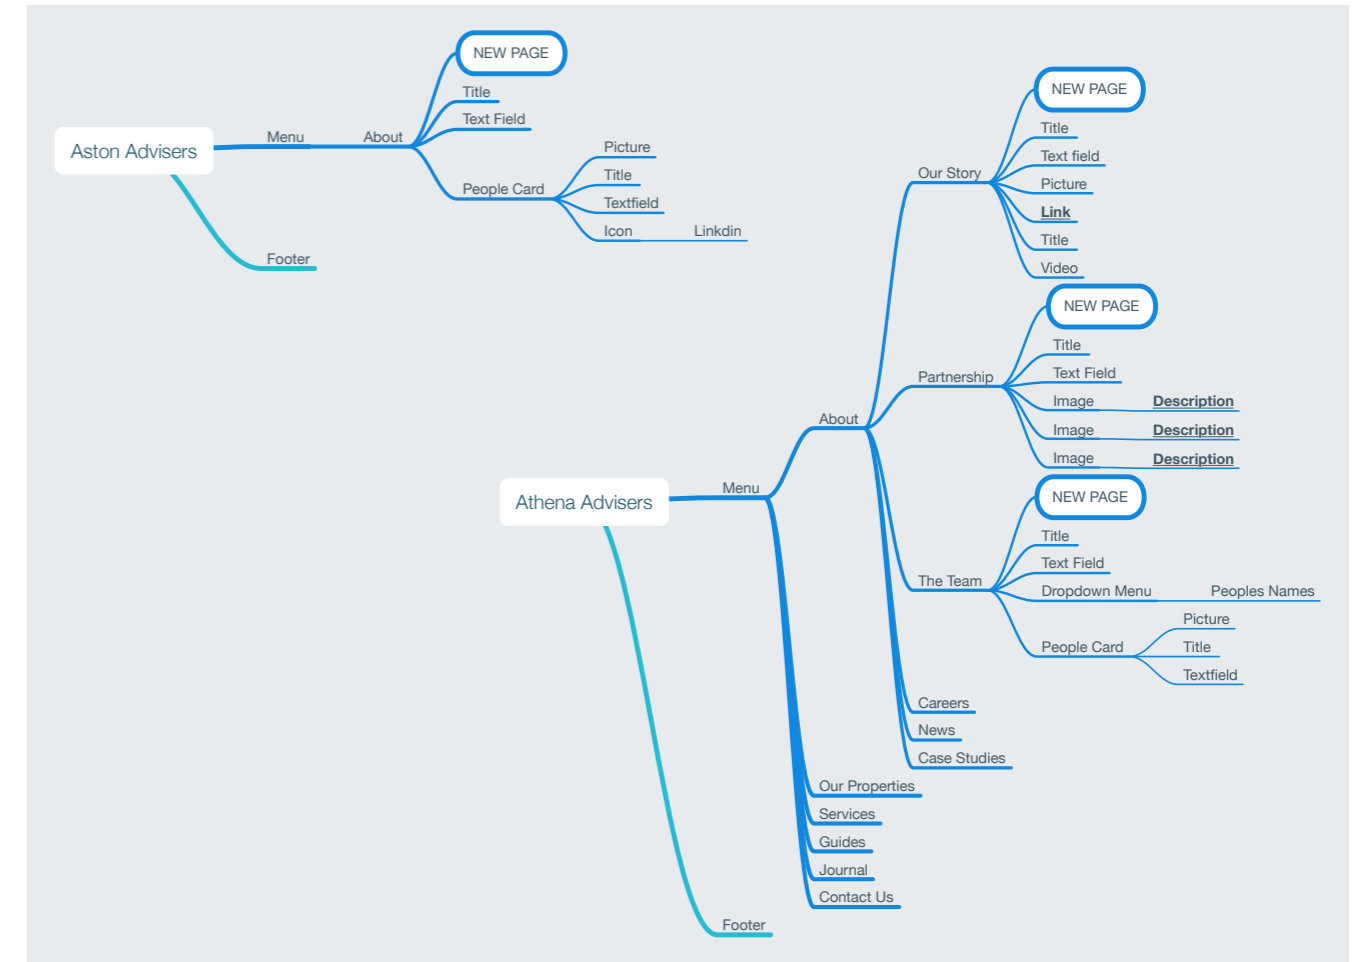 Aston Advisers
Menu
About
NEW PAGE
Title
Text Field
People Card
Picture
Title
Textfield
Icon
Linkdin
Footer
Athena Advisers
Menu
About
Our Story
NEW PAGE
Title
Text field
Picture
Link
Title
Video
Partnership
NEW PAGE
Title
Text Field
Image
Description
Image
Description
Image
Description
The Team
NEW PAGE
Title
Text Field
Dropdown Menu
Peoples Names
People Card
Picture
Title
Textfield
Careers
News
Case Studies
Our Properties
Services
Guides
Journal
Contact Us
Footer